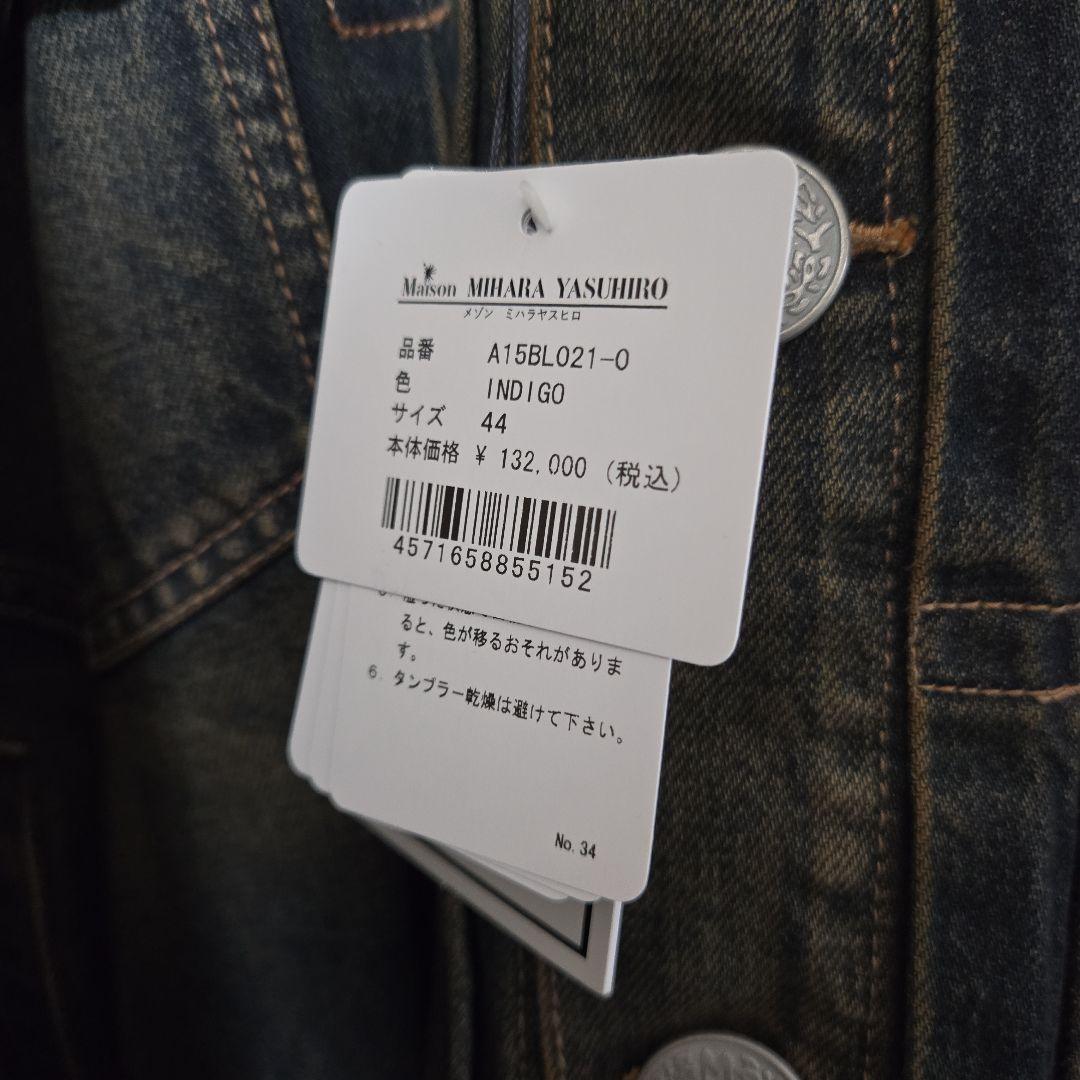 Maison MIHARA YASUHIRO
メゾン ミハラヤスヒロ
品番 A15BL021-0
色 INDIGO
サイズ 44
本体価格 ¥ 132,000 (税込)
4571658855152
ると、色が移るおそれがありま
す。
6. タンブラー乾燥は避けて下さい。
No. 34